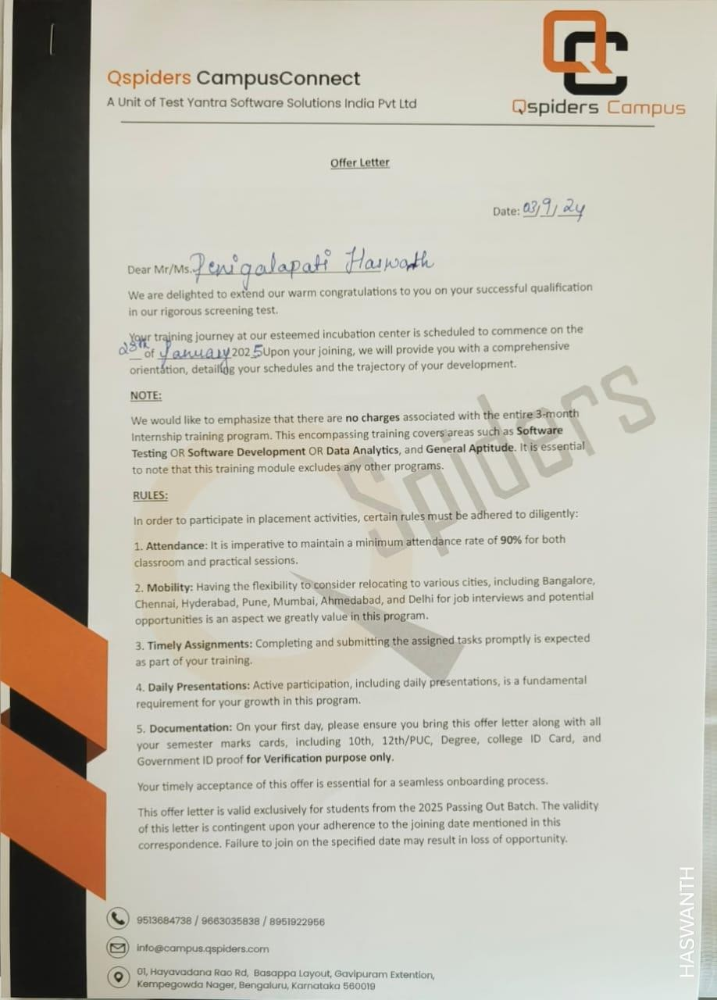 Qspiders CampusConnect
A Unit of Test Yantra Software Solutions India Pvt Ltd
QC
Qspiders Campus
Offer Letter
Date: 03/9/24
Dear Mr/Ms. Penigalapati Haswath
We are delighted to extend our warm congratulations to you on your successful qualification
in our rigorous screening test.
Your training journey at our esteemed incubation center is scheduled to commence on the
28th of January 2025 Upon your joining, we will provide you with a comprehensive
orientation, detailing your schedules and the trajectory of your development.
NOTE:
We would like to emphasize that there are no charges associated with the entire 3-month
Internship training program. This encompassing training covers areas such as Software
Testing OR Software Development OR Data Analytics, and General Aptitude. It is essential
to note that this training module excludes any other programs.
RULES:
In order to participate in placement activities, certain rules must be adhered to diligently:
1. Attendance: It is imperative to maintain a minimum attendance rate of 90% for both
classroom and practical sessions.
2. Mobility: Having the flexibility to consider relocating to various cities, including Bangalore,
Chennai, Hyderabad, Pune, Mumbai, Ahmedabad, and Delhi for job interviews and potential
opportunities is an aspect we greatly value in this program.
3. Timely Assignments: Completing and submitting the assigned tasks promptly is expected
as part of your training.
4. Daily Presentations: Active participation, including daily presentations, is a fundamental
requirement for your growth in this program.
5. Documentation: On your first day, please ensure you bring this offer letter along with all
your semester marks cards, including 10th, 12th/PUC, Degree, college ID Card, and
Government ID proof for Verification purpose only.
Your timely acceptance of this offer is essential for a seamless onboarding process.
This offer letter is valid exclusively for students from the 2025 Passing Out Batch. The validity
of this letter is contingent upon your adherence to the joining date mentioned in this
correspondence. Failure to join on the specified date may result in loss of opportunity.
QSpiders
9513684738 / 9663035838 / 8951922956
info@campus.qspiders.com
01, Hayavadana Rao Rd, Basappa Layout, Gavipuram Extention,
Kempegowda Nager, Bengaluru, Karnataka 560019
HASWANTH